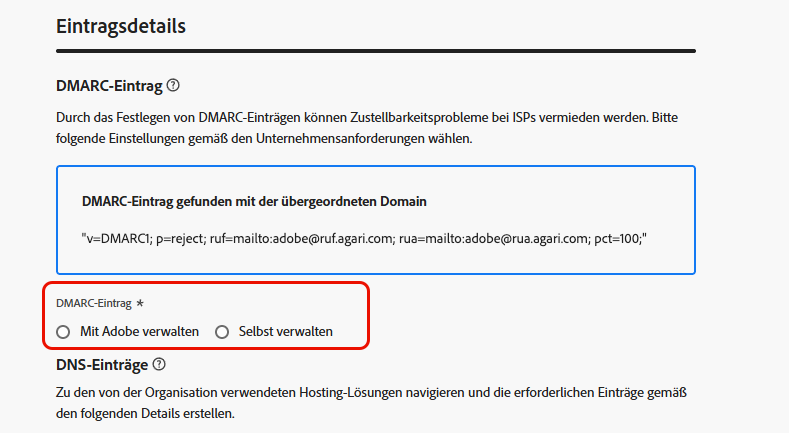 Eintragsdetails
DMARC-Eintrag
Durch das Festlegen von DMARC-Einträgen können Zustellbarkeitsprobleme bei ISPs vermieden werden. Bitte
folgende Einstellungen gemäß den Unternehmensanforderungen wählen.
DMARC-Eintrag gefunden mit der übergeordneten Domain
"v=DMARC1; p=reject; ruf=mailto:adobe@ruf.agari.com; rua=mailto:adobe@rua.agari.com; pct=100;"
DMARC-Eintrag *
Mit Adobe verwalten Selbst verwalten
DNS-Einträge
Zu den von der Organisation verwendeten Hosting-Lösungen navigieren und die erforderlichen Einträge gemäß
den folgenden Details erstellen.